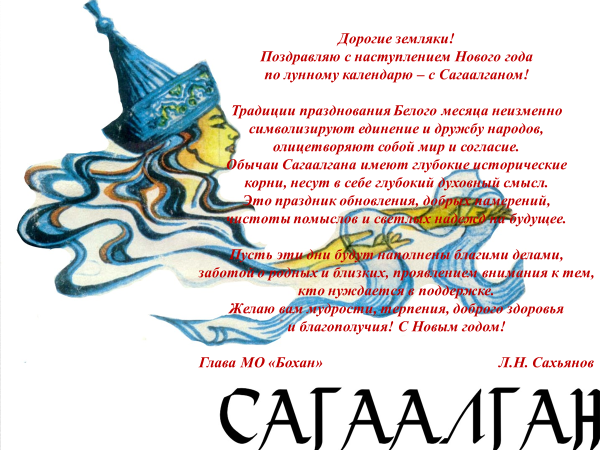 Дорогие земляки!
Поздравляю с наступлением Нового года
по лунному календарю – с Сагаалганом!
Традиции празднования Белого месяца неизменно
символизируют единение и дружбу народов,
олицетворяют собой мир и согласие.
Обычаи Сагаалгана имеют глубокие исторические
корни, несут в себе глубокий духовный смысл.
Это праздник обновления, добрых намерений,
чистоты помыслов и светлых надежд на будущее.
Пусть эти дни будут наполнены благими делами,
заботой о родных и близких, проявлением внимания к тем,
кто нуждается в поддержке.
Желаю вам мудрости, терпения, доброго здоровья
и благополучия! С Новым годом!
Глава МО «Бохан» Л.Н. Сахьянов
САГААЛГАН